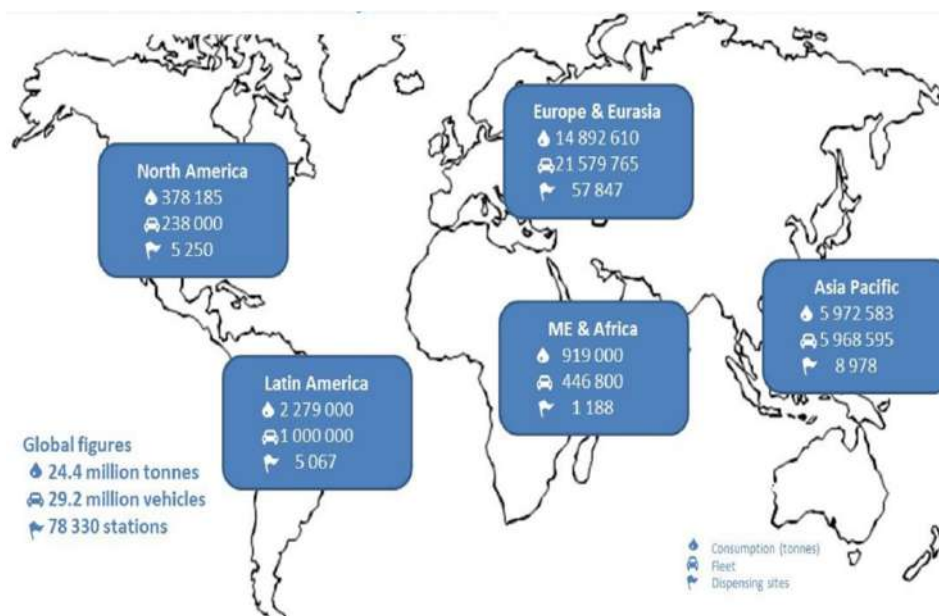 North America
378 185
238 000
5 250
Europe & Eurasia
14 892 610
21 579 765
57 847
Asia Pacific
5 972 583
5 968 595
8 978
ME & Africa
919 000
446 800
1 188
Latin America
2 279 000
1 000 000
5 067
Global figures
24.4 million tonnes
29.2 million vehicles
78 330 stations
Consumption (tonnes)
Fleet
Dispensing sites